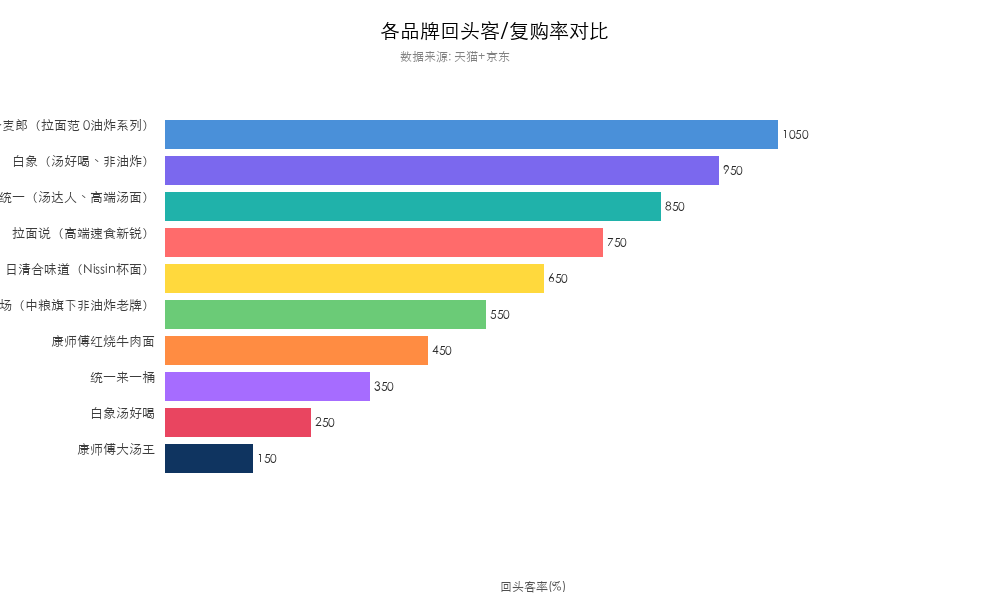 各品牌回头客/复购率对比
数据来源: 天猫+京东
麦郎（拉面范 0油炸系列） 1050
白象（汤好喝、非油炸） 950
统一（汤达人、高端汤面） 850
拉面说（高端速食新锐） 750
日清合味道（Nissin杯面） 650
场（中粮旗下非油炸老牌） 550
康师傅红烧牛肉面 450
统一来一桶 350
白象汤好喝 250
康师傅大汤王 150
回头客率(%)